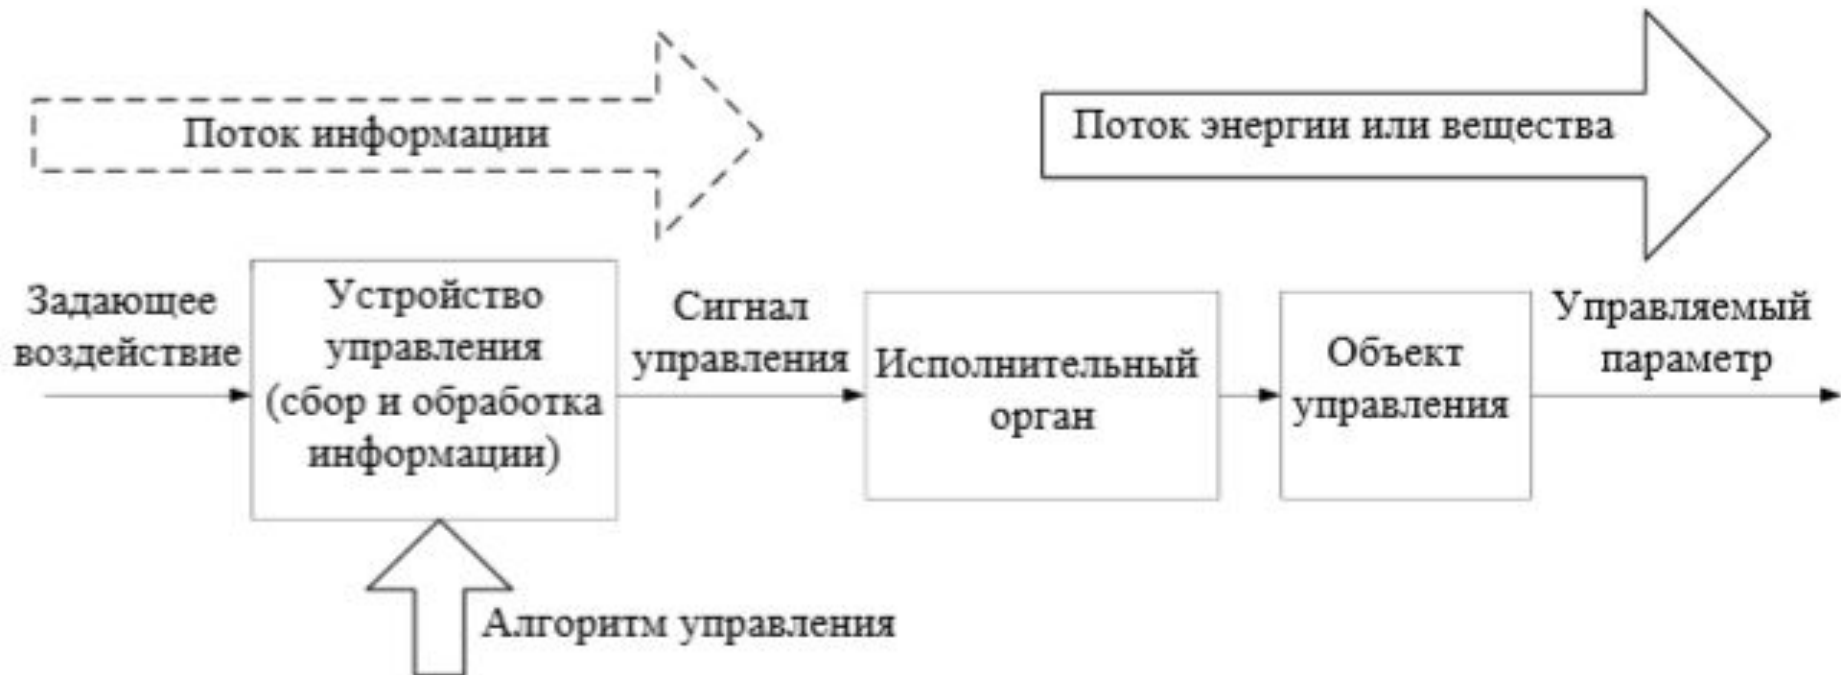 Поток информации
Поток энергии или вещества
Задающее
воздействие
Устройство
управления
(сбор и обработка
информации)
Сигнал
управления
Исполнительный
орган
Объект
управления
Управляемый
параметр
Алгоритм управления